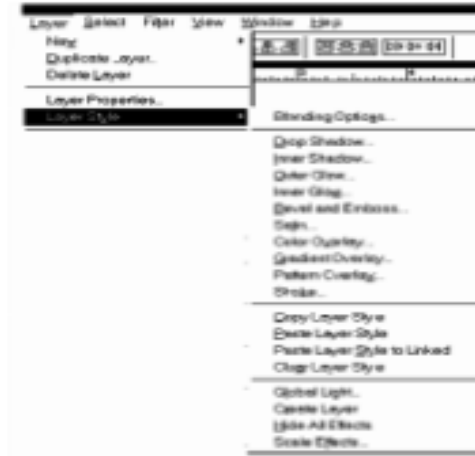 Layer Select Filter View Window Help
New
Duplicate Layer...
Delete Layer
Layer Properties...
Layer Style
Blending Options...
Drop Shadow...
Inner Shadow...
Outer Glow...
Inner Glow...
Bevel and Emboss...
Satin...
Color Overlay...
Gradient Overlay...
Pattern Overlay...
Stroke...
Copy Layer Style
Paste Layer Style
Paste Layer Style to Linked
Clear Layer Style
Global Light...
Create Layer
Hide All Effects
Scale Effects...